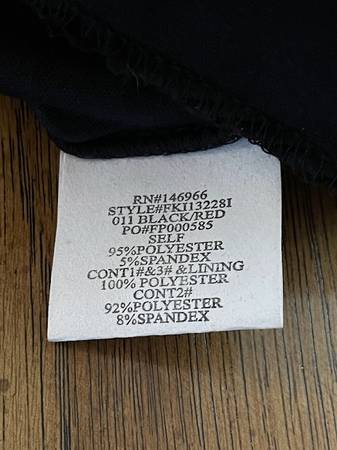 RN#146966
STYLE#FKI13228I
011 BLACK/RED
PO#FP000585
SELF
95%POLYESTER
5%SPANDEX
CONT1#&3# &LINING
100% POLYESTER
CONT2#
92%POLYESTER
8%SPANDEX